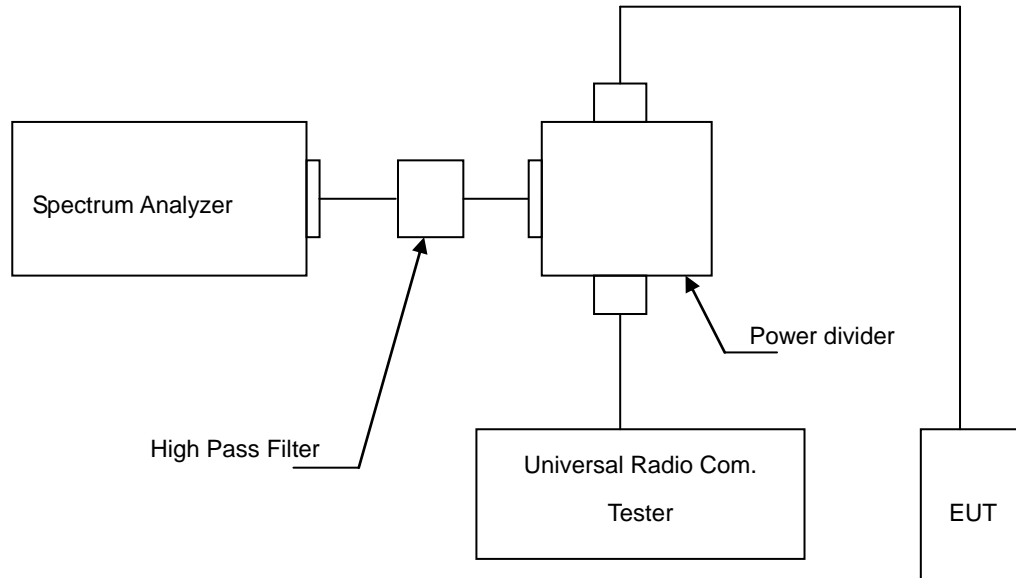 Spectrum Analyzer
Power divider
High Pass Filter
Universal Radio Com.
Tester
EUT